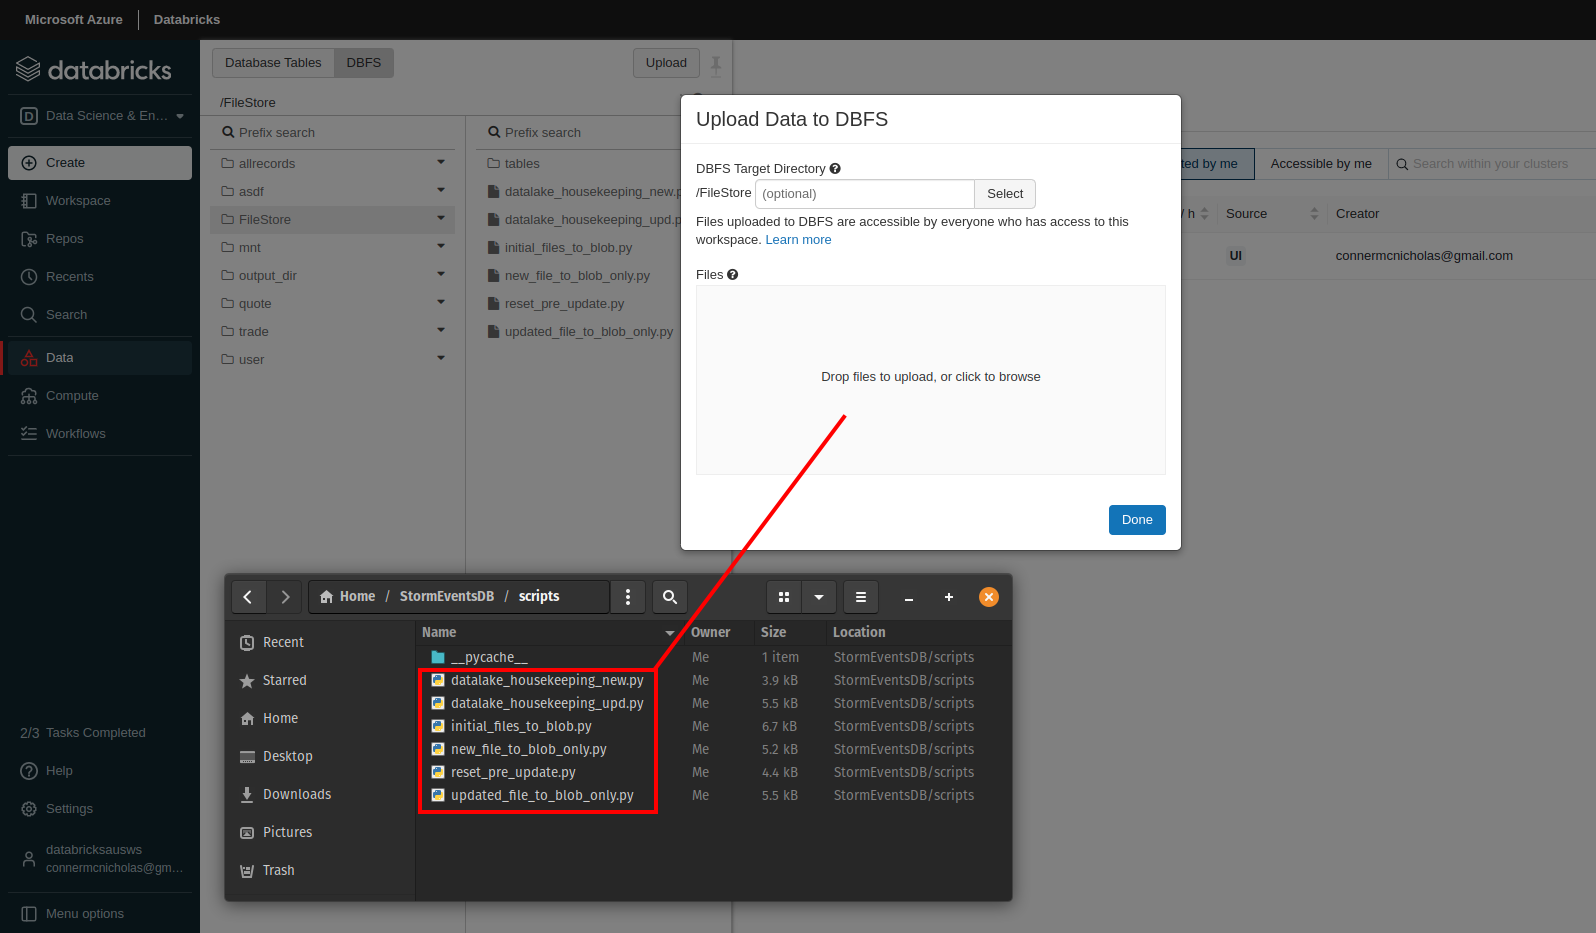 Microsoft Azure
Databricks
databricks
D Data Science & En...
Create
Workspace
Repos
Recents
Search
Data
Compute
Workflows
2/3 Tasks Completed
Help
Settings
databricksausws
connermcnicholas@gm...
Menu options
Database Tables
DBFS
Upload
/FileStore
Prefix search
allrecords
asdf
FileStore
mnt
output_dir
quote
trade
user
Prefix search
tables
datalake_housekeeping_new.p
datalake_housekeeping_upd.p
initial_files_to_blob.py
new_file_to_blob_only.py
reset_pre_update.py
updated_file_to_blob_only.py
Upload Data to DBFS
DBFS Target Directory ?
/FileStore (optional) Select
Files uploaded to DBFS are accessible by everyone who has access to this
workspace. Learn more
Files ?
Drop files to upload, or click to browse
Done
ted by me
Accessible by me
Search within your clusters
/ h
Source
Creator
UI
connermcnicholas@gmail.com
Home / StormEventsDB / scripts
Recent
Starred
Home
Desktop
Downloads
Pictures
Trash
Name Owner Size Location
__pycache__ Me 1 item StormEventsDB/scripts
datalake_housekeeping_new.py Me 3.9 kB StormEventsDB/scripts
datalake_housekeeping_upd.py Me 5.5 kB StormEventsDB/scripts
initial_files_to_blob.py Me 6.7 kB StormEventsDB/scripts
new_file_to_blob_only.py Me 5.2 kB StormEventsDB/scripts
reset_pre_update.py Me 4.4 kB StormEventsDB/scripts
updated_file_to_blob_only.py Me 5.5 kB StormEventsDB/scripts